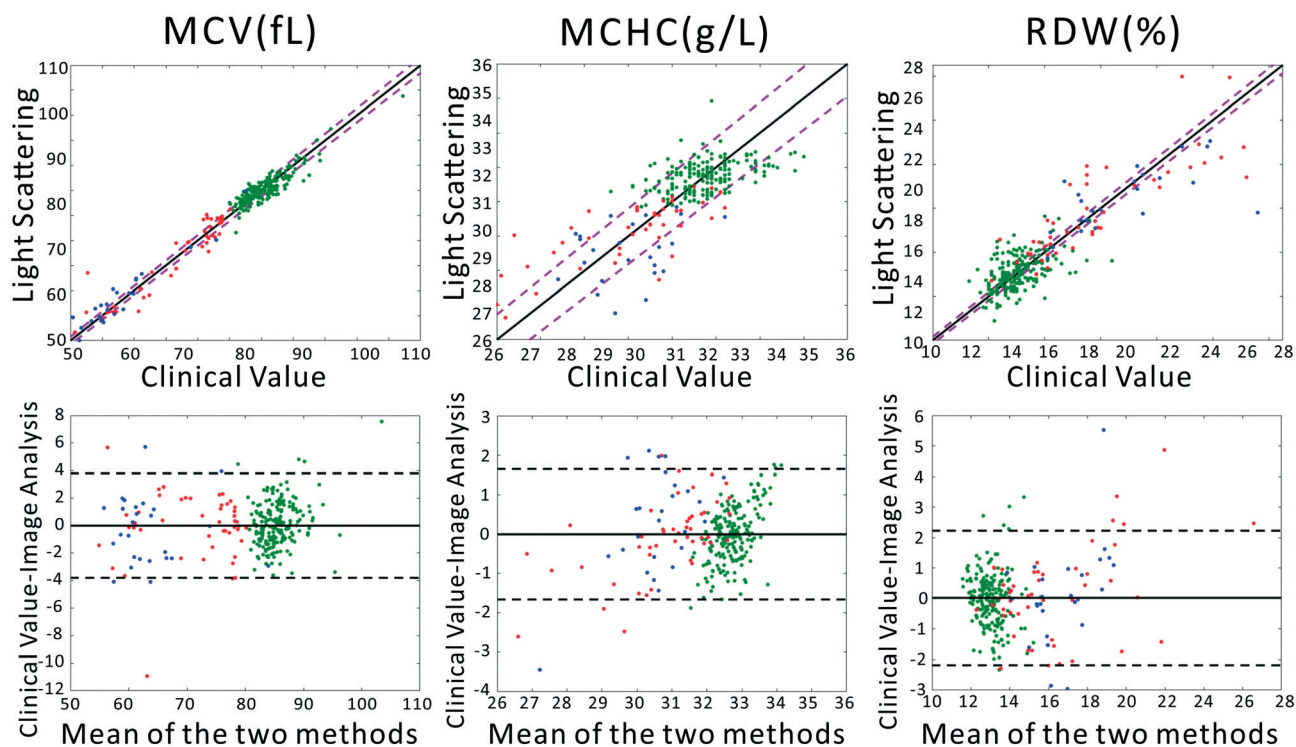 MCV(fL)
MCHC(g/L)
RDW(%)
Light Scattering
110
100
90
80
70
60
50
50 60 70 80 90 100 110
Clinical Value
Light Scattering
36
34
33
32
31
30
29
28
27
26
26 27 28 30 31 32 33 34 36
Clinical Value
Light Scattering
28
26
24
22
20
18
16
14
12
10
10 12 14 16 18 20 22 24 26 28
Clinical Value
Clinical Value-Image Analysis
8
6
4
2
0
-2
-4
-6
-8
-10
-12
50 60 70 80 90 100 110
Mean of the two methods
Clinical Value-Image Analysis
3
2
1
0
-1
-2
-3
-4
26 27 28 29 30 31 32 33 34 35 36
Mean of the two methods
Clinical Value-Image Analysis
6
5
4
3
2
1
0
-1
-2
-3
10 12 14 16 18 20 22 24 26 28
Mean of the two methods